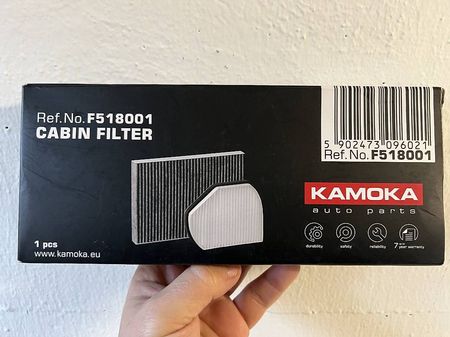 Ref.No.F518001
CABIN FILTER
5 902473 096021
Ref.No.F518001
KAMOKA
auto parts
durability safety reliability 7 year warranty
1 pcs
www.kamoka.eu